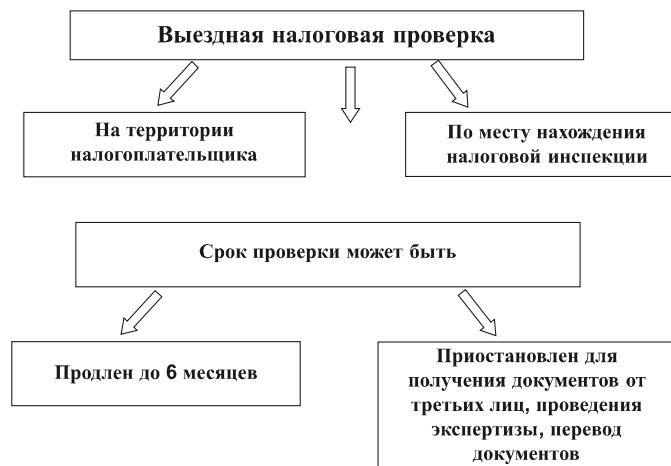 Выездная налоговая проверка
На территории
налогоплательщика
По месту нахождения
налоговой инспекции
Срок проверки может быть
Продлен до 6 месяцев
Приостановлен для
получения документов от
третьих лиц, проведения
экспертизы, перевод
документов